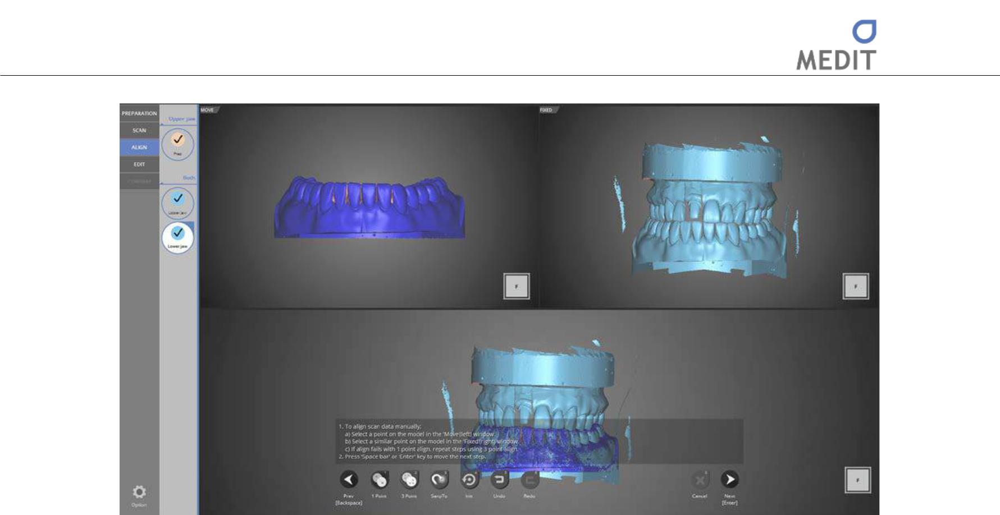 MEDIT
PREPARATION
SCAN
ALIGN
EDIT
Option
Upper jaw
Prep
Both
Upper jaw
Lower jaw
MOVE
FIXED
F
F
1. To align scan data manually:
a) Select a point on the model in the 'Move(left) window.
b) Select a similar point on the model in the 'Fixed'(right) window.
c) If align fails with 1 point align, repeat steps using 3 point align.
2. Press 'Space bar' or 'Enter' key to move the next step.
F
Prev
[Backspace]
1 Point
3 Point
Undo
Redo
Cancel
Next
[Enter]